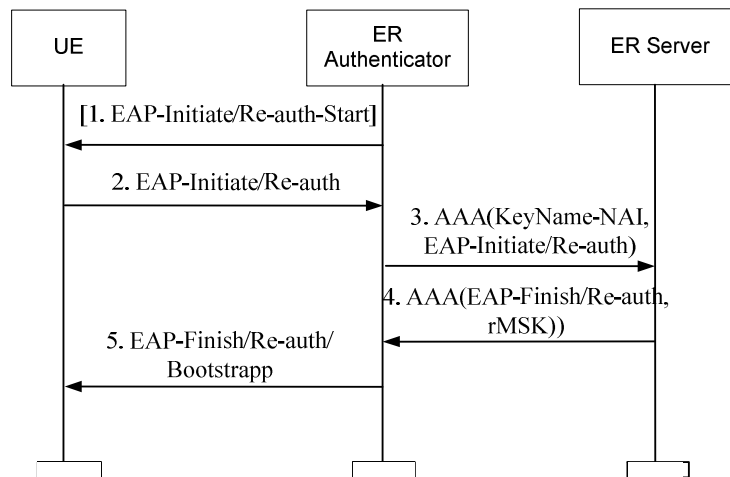 UE
ER
Authenticator
ER Server
[1. EAP-Initiate/Re-auth-Start]
2. EAP-Initiate/Re-auth
3. AAA(KeyName-NAI,
EAP-Initiate/Re-auth)
4. AAA(EAP-Finish/Re-auth,
rMSK))
5. EAP-Finish/Re-auth/
Bootstrapp